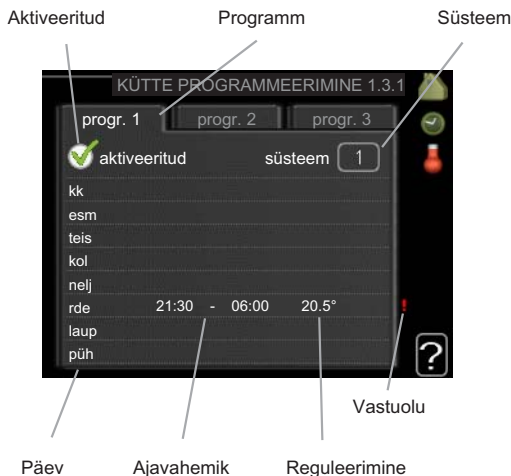 Aktiveeritud Programm Süsteem
KÜTTE PROGRAMMEERIMINE 1.3.1
progr. 1 progr. 2 progr. 3
aktiveeritud süsteem 1
kk
esm
teis
kol
nelj
rde 21:30 - 06:00 20.5° !
laup
püh
?
Vastuolu
Päev Ajavahemik Reguleerimine